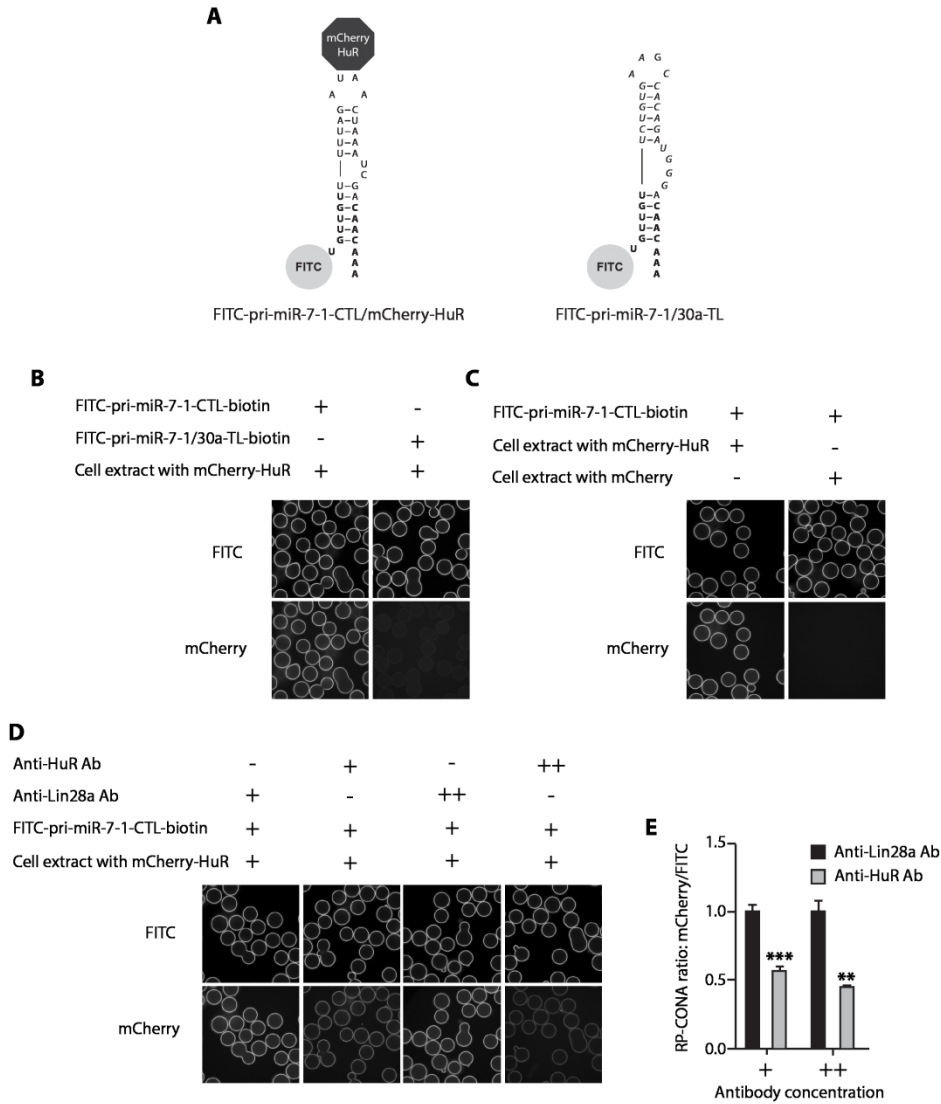 A
mCherry
HuR
U A
A A
G–C
A–U
U–A
U–A
U–A
U
C
U–G
U–A
G–C
U–A
U–A
G–C
U A
A
A
FITC
FITC-pri-miR-7-1-CTL/mCherry-HuR
A G
A C
G–C
U–A
G–C
U–A
C–G
U–A
U
G
G
G
U–A
G–C
U–A
U–A
G–C
U A
A
A
FITC
FITC-pri-miR-7-1/30a-TL
B
FITC-pri-miR-7-1-CTL-biotin + -
FITC-pri-miR-7-1/30a-TL-biotin - +
Cell extract with mCherry-HuR + +
FITC
mCherry
C
FITC-pri-miR-7-1-CTL-biotin + +
Cell extract with mCherry-HuR + -
Cell extract with mCherry - +
FITC
mCherry
D
Anti-HuR Ab - + - ++
Anti-Lin28a Ab + - ++ -
FITC-pri-miR-7-1-CTL-biotin + + + +
Cell extract with mCherry-HuR + + + +
FITC
mCherry
E
RP-CONA ratio: mCherry/FITC
1.5
1.0
0.5
0.0
Anti-Lin28a Ab
Anti-HuR Ab
*** **
+ ++
Antibody concentration